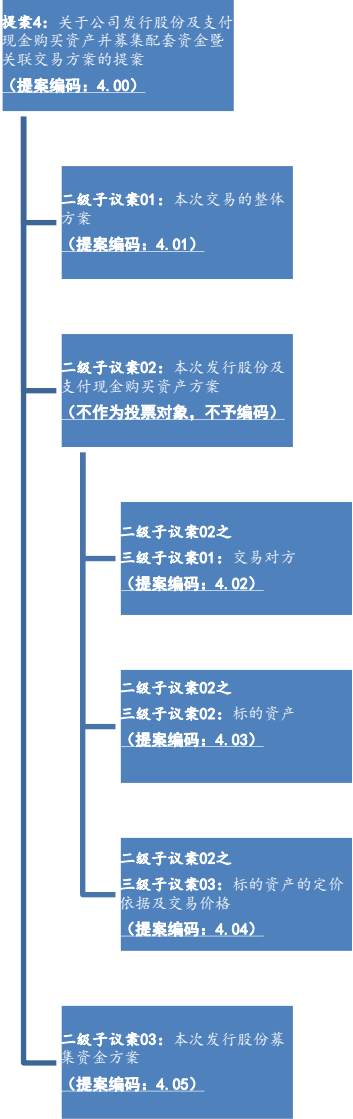 提案4：关于公司发行股份及支付
现金购买资产并募集配套资金暨
关联交易方案的提案
（提案编码：4.00）
二级子议案01：本次交易的整体
方案
（提案编码：4.01）
二级子议案02：本次发行股份及
支付现金购买资产方案
（不作为投票对象，不予编码）
二级子议案02之
三级子议案01：交易对方
（提案编码：4.02）
二级子议案02之
三级子议案02：标的资产
（提案编码：4.03）
二级子议案02之
三级子议案03：标的资产的定价
依据及交易价格
（提案编码：4.04）
二级子议案03：本次发行股份募
集资金方案
（提案编码：4.05）